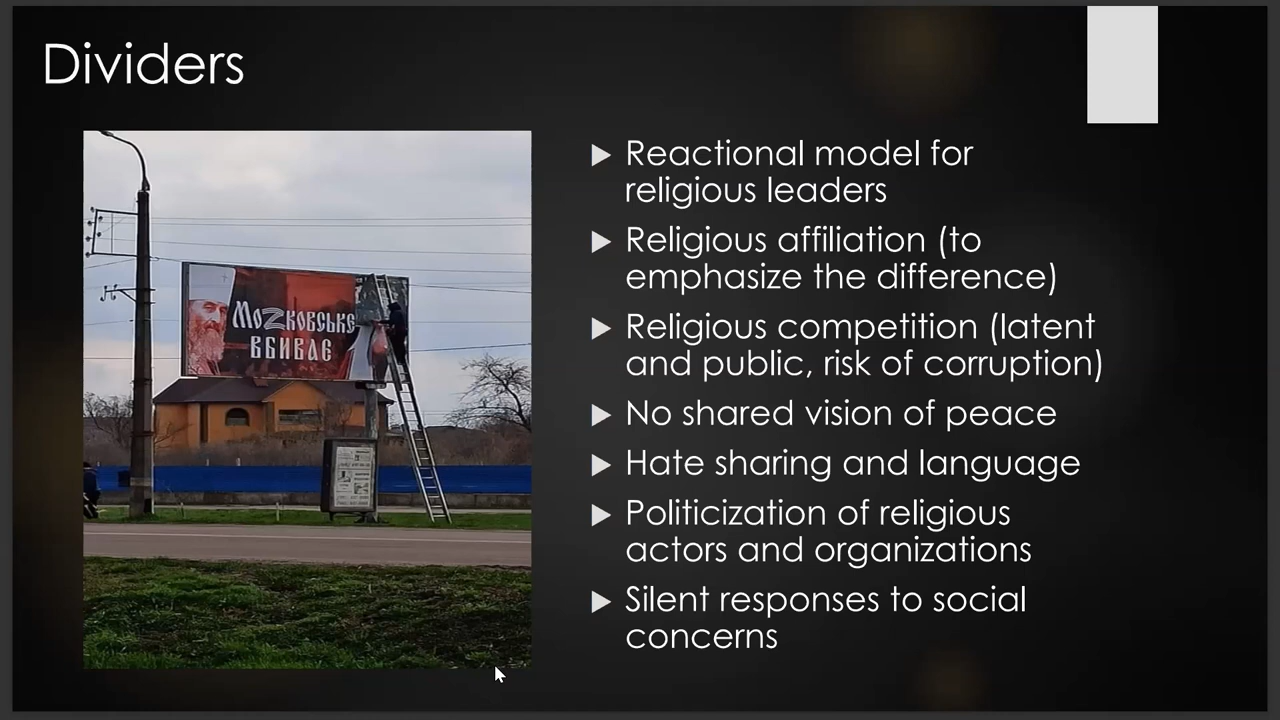 Dividers
МоZковське
вбиває
Reactional model for
religious leaders
Religious affiliation (to
emphasize the difference)
Religious competition (latent
and public, risk of corruption)
No shared vision of peace
Hate sharing and language
Politicization of religious
actors and organizations
Silent responses to social
concerns